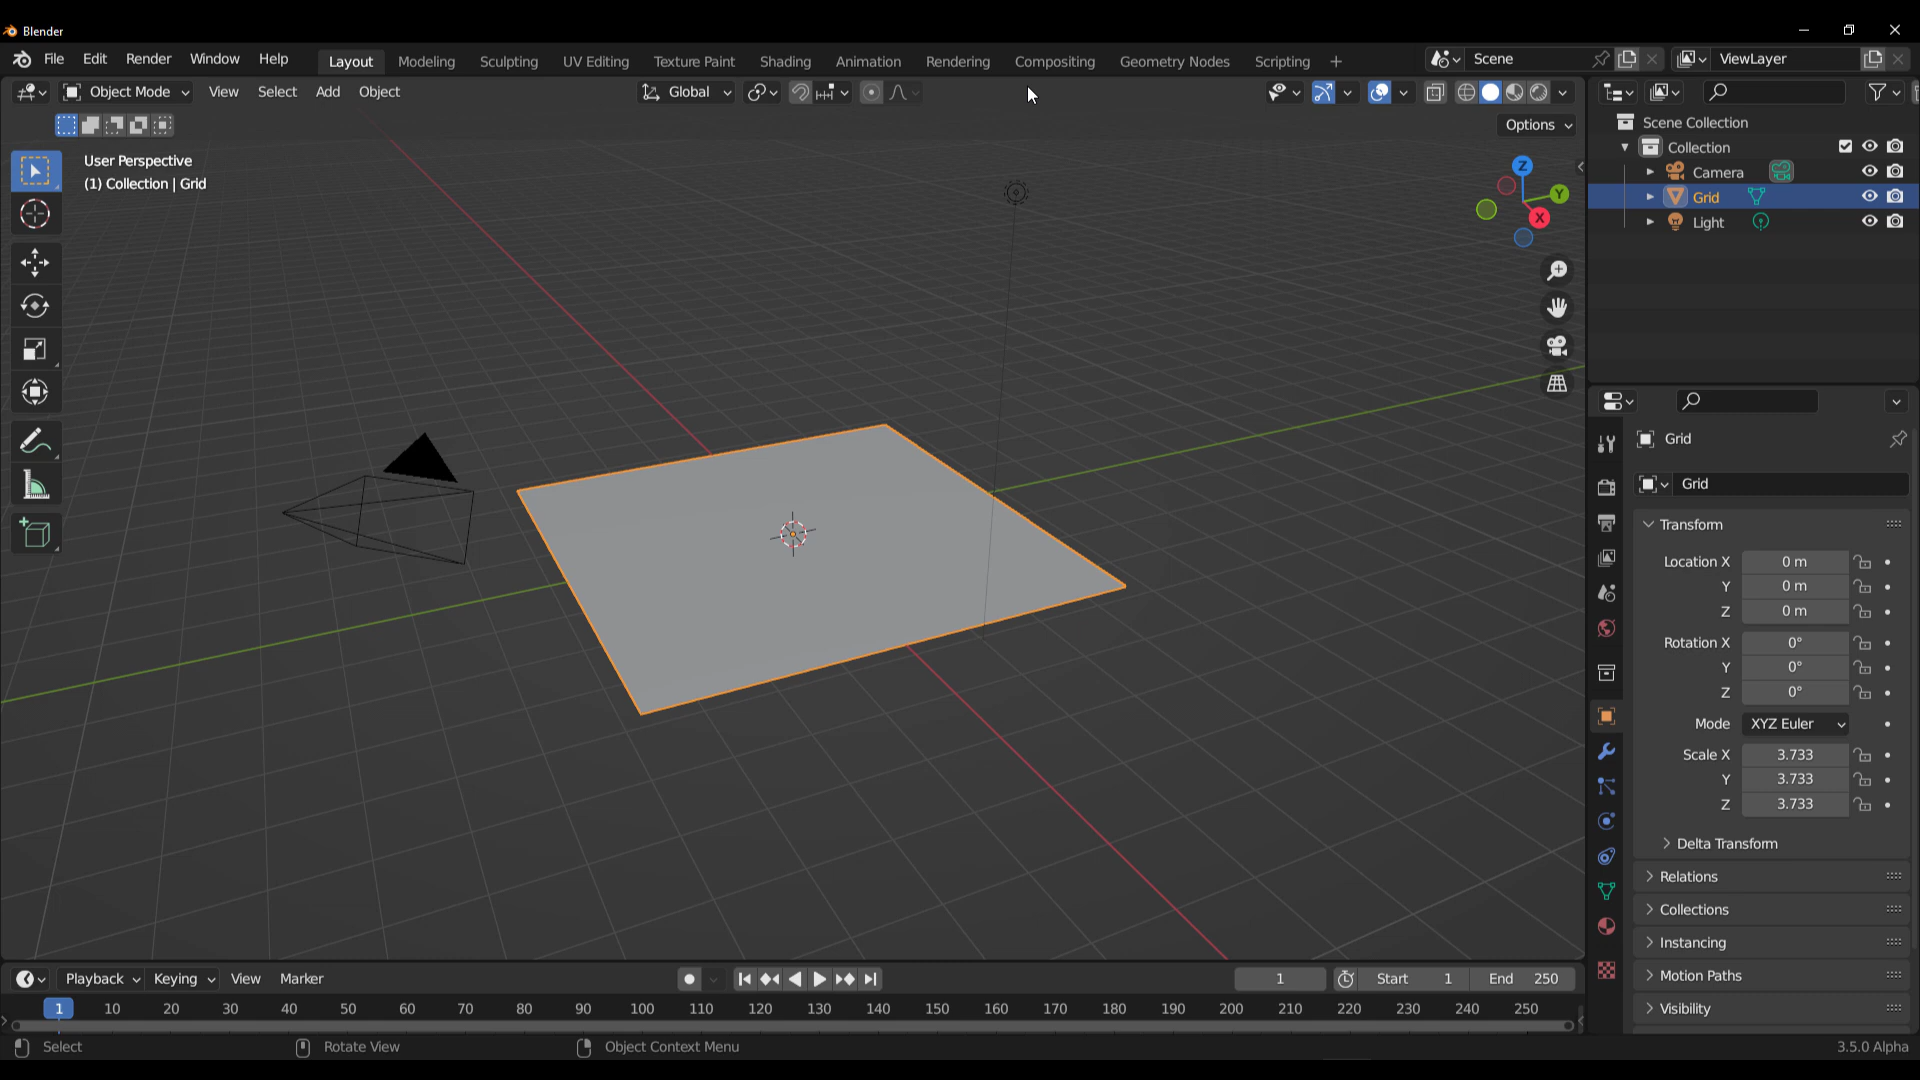 Blender
File Edit Render Window Help Layout Modeling Sculpting UV Editing Texture Paint Shading Animation Rendering Compositing Geometry Nodes Scripting + Scene ViewLayer
Object Mode View Select Add Object Global
Options
User Perspective
(1) Collection | Grid
Z
Y
X
Scene Collection
Collection
Camera
Grid
Light
Grid
Grid
Transform
Location X 0 m
Y 0 m
Z 0 m
Rotation X 0°
Y 0°
Z 0°
Mode XYZ Euler
Scale X 3.733
Y 3.733
Z 3.733
Delta Transform
Relations
Collections
Instancing
Motion Paths
Visibility
Playback Keying View Marker 1 Start 1 End 250
1 10 20 30 40 50 60 70 80 90 100 110 120 130 140 150 160 170 180 190 200 210 220 230 240 250
Select Rotate View Object Context Menu 3.5.0 Alpha